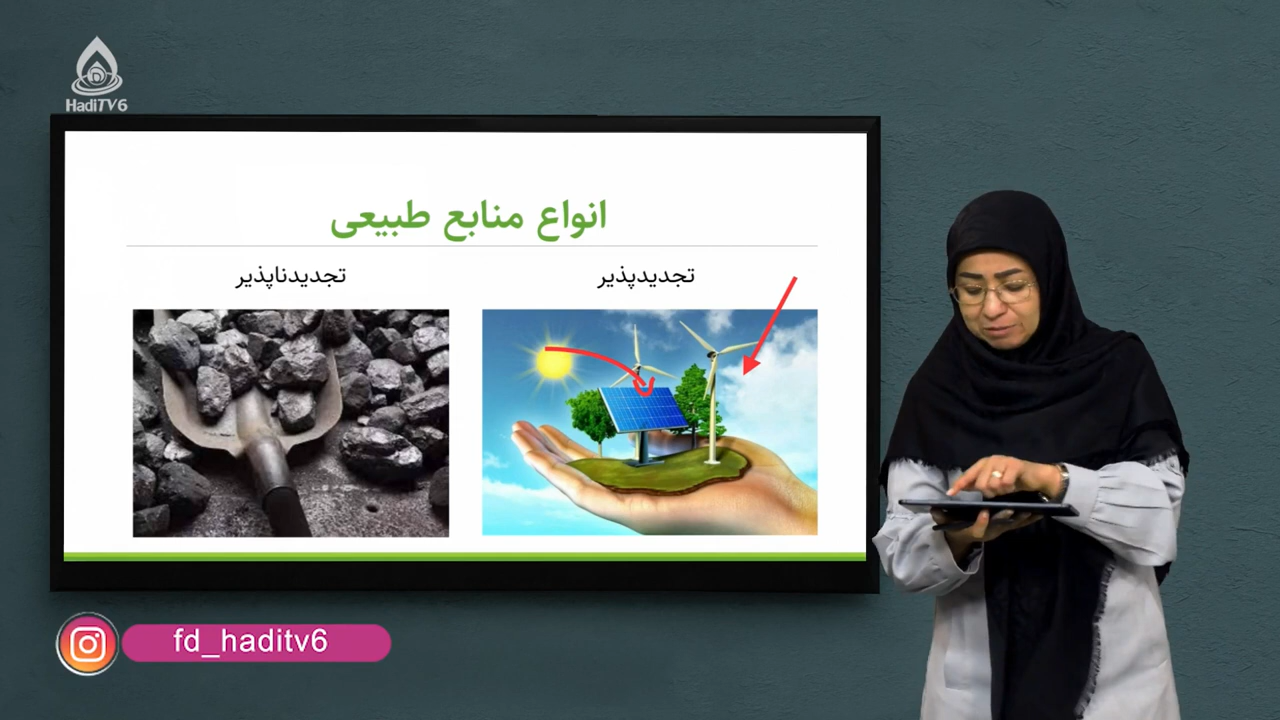 HadiTV6
انواع منابع طبیعی
تجدیدپذیر
تجدیدناپذیر
fd_haditv6